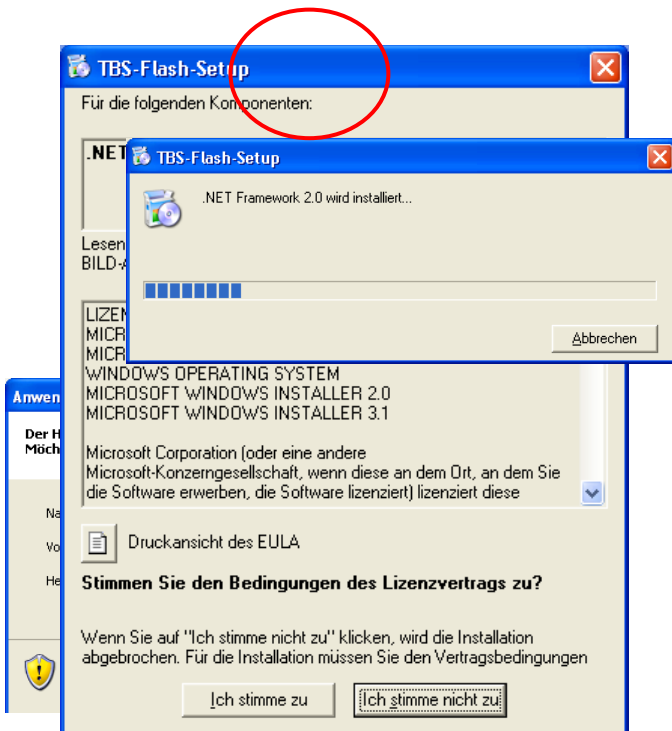 TBS-Flash-Setup
Für die folgenden Komponenten:
.NET
TBS-Flash-Setup
.NET Framework 2.0 wird installiert...
Abbrechen
Lesen
BILD-
LIZEN
MICR
MICR
WINDOWS OPERATING SYSTEM
MICROSOFT WINDOWS INSTALLER 2.0
MICROSOFT WINDOWS INSTALLER 3.1
Microsoft Corporation (oder eine andere
Microsoft-Konzerngesellschaft, wenn diese an dem Ort, an dem Sie
die Software erwerben, die Software lizenziert) lizenziert diese
Druckansicht des EULA
Stimmen Sie den Bedingungen des Lizenzvertrags zu?
Wenn Sie auf "Ich stimme nicht zu" klicken, wird die Installation
abgebrochen. Für die Installation müssen Sie den Vertragsbedingungen
Ich stimme zu
Ich stimme nicht zu
Anwen
Der H
Möch
Na
Vo
He